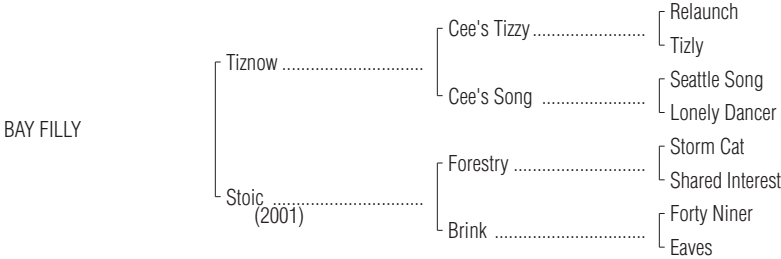 Relaunch
Cee's Tizzy ............................
Tizly
Tiznow ...................................
Seattle Song
Cee's Song ..........................
Lonely Dancer
BAY FILLY
Storm Cat
Forestry .................................
Shared Interest
Stoic .....................................
(2001)
Forty Niner
Brink .....................................
Eaves